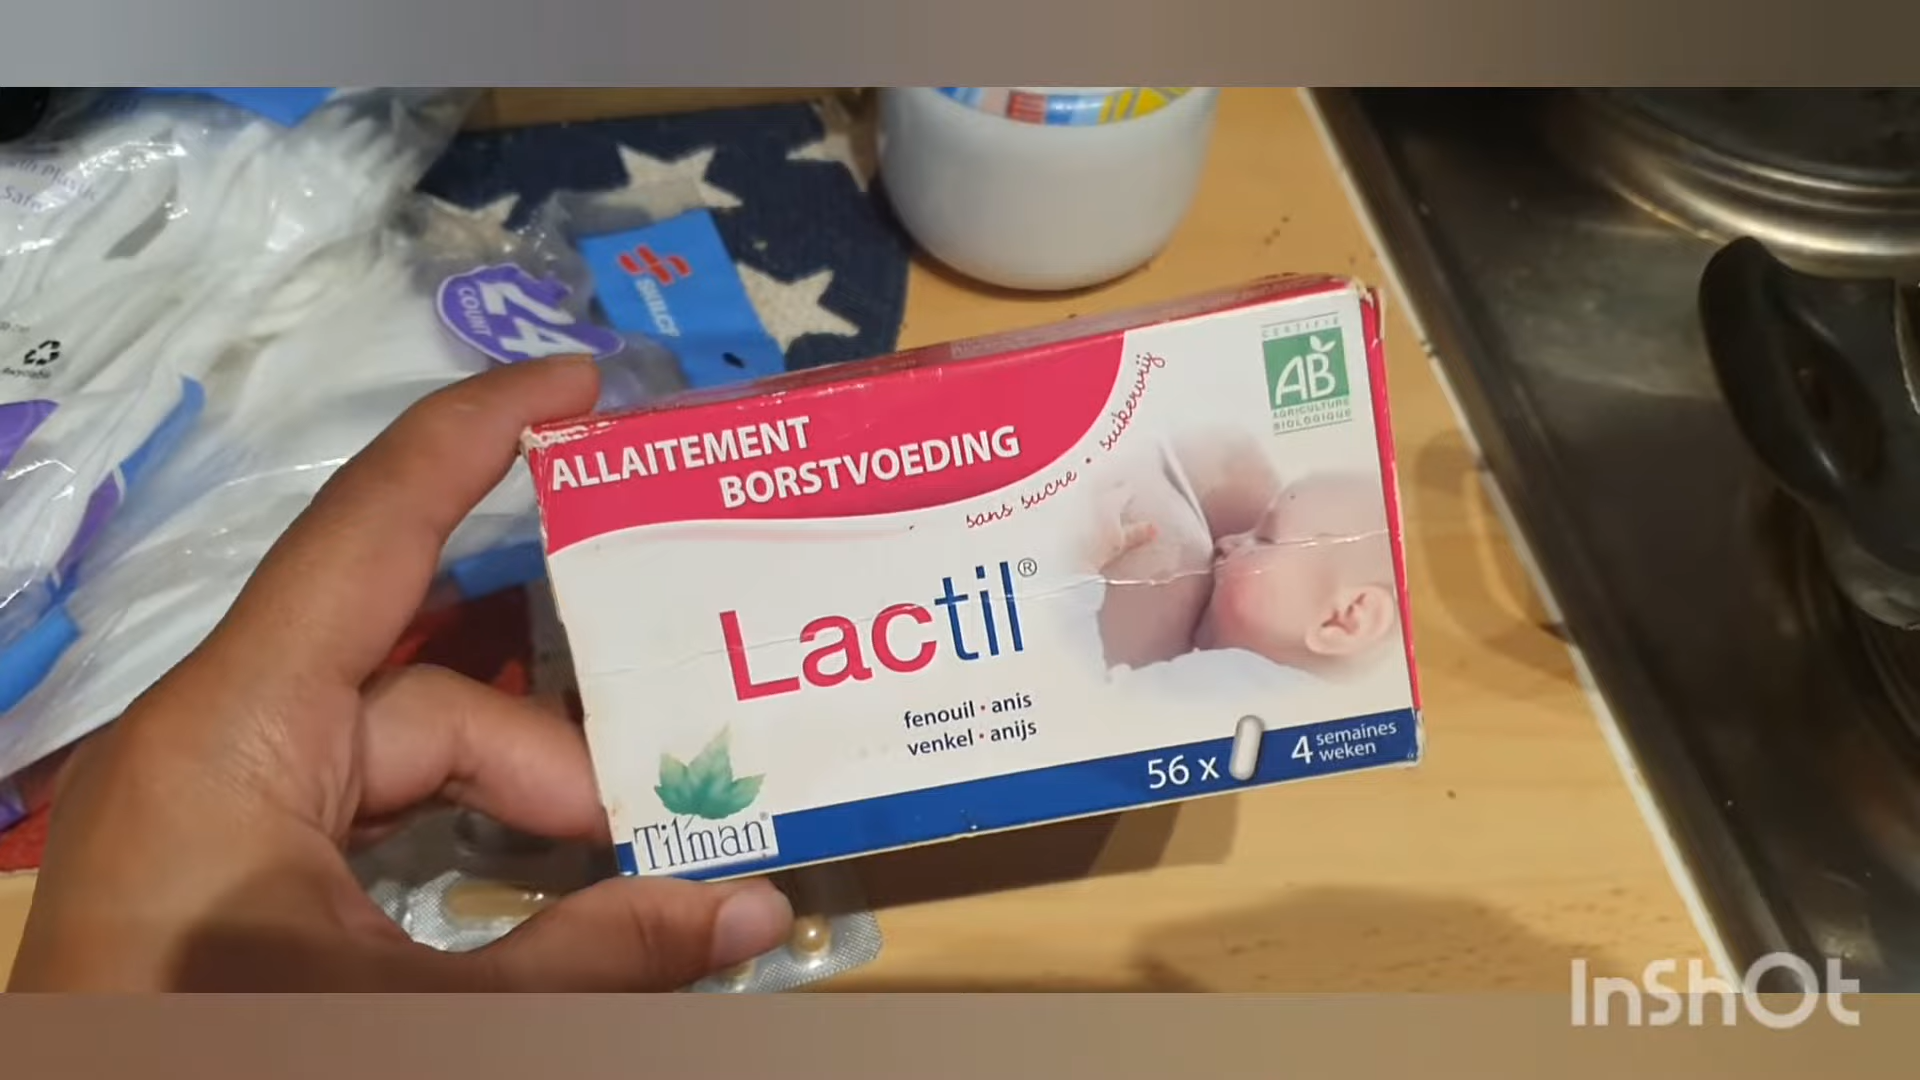 24
COUNT
ALLAITEMENT
BORSTVOEDING
sans sucre • suikervrij
CERTIFIÉ
AB
AGRICULTURE
BIOLOGIQUE
Lactil®
fenouil • anis
venkel • anijs
56 x
4 semaines
weken
Tilman®
InShOt